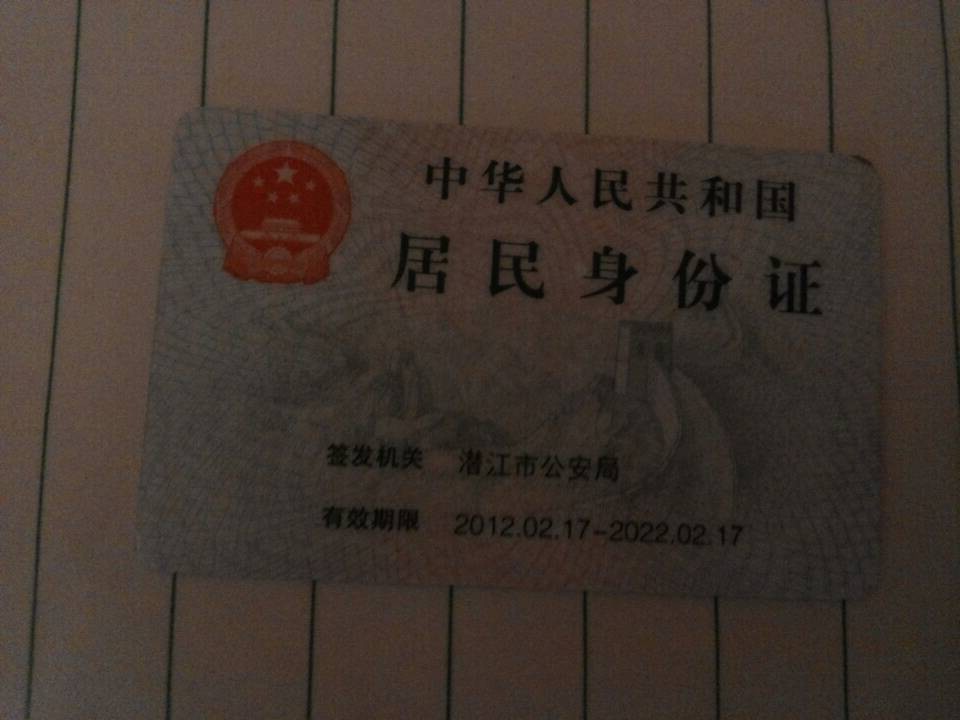 中华人民共和国
居民身份证
签发机关 潜江市公安局
有效期限 2012.02.17-2022.02.17